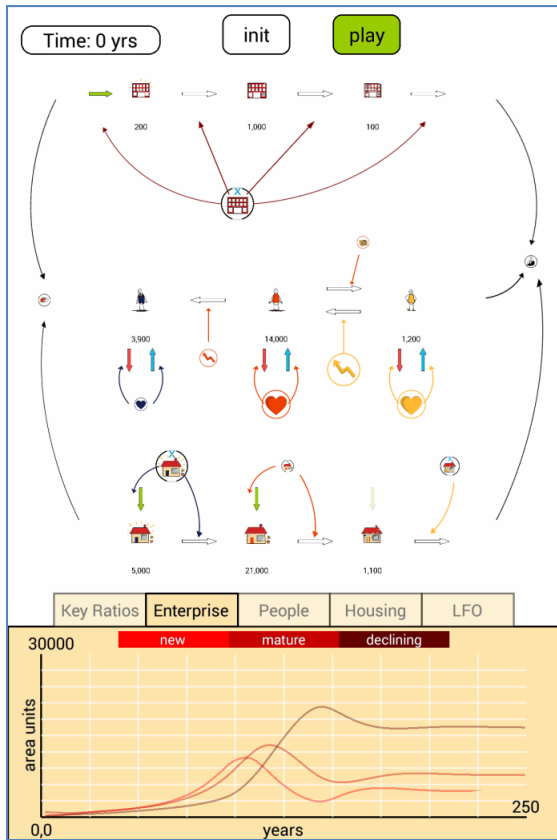 Time: 0 yrs
init
play
200
1,000
100
X
3,900
14,000
1,200
X
X
5,000
21,000
1,100
Key Ratios
Enterprise
People
Housing
LFO
30000
new
mature
declining
area units
250
0,0
years